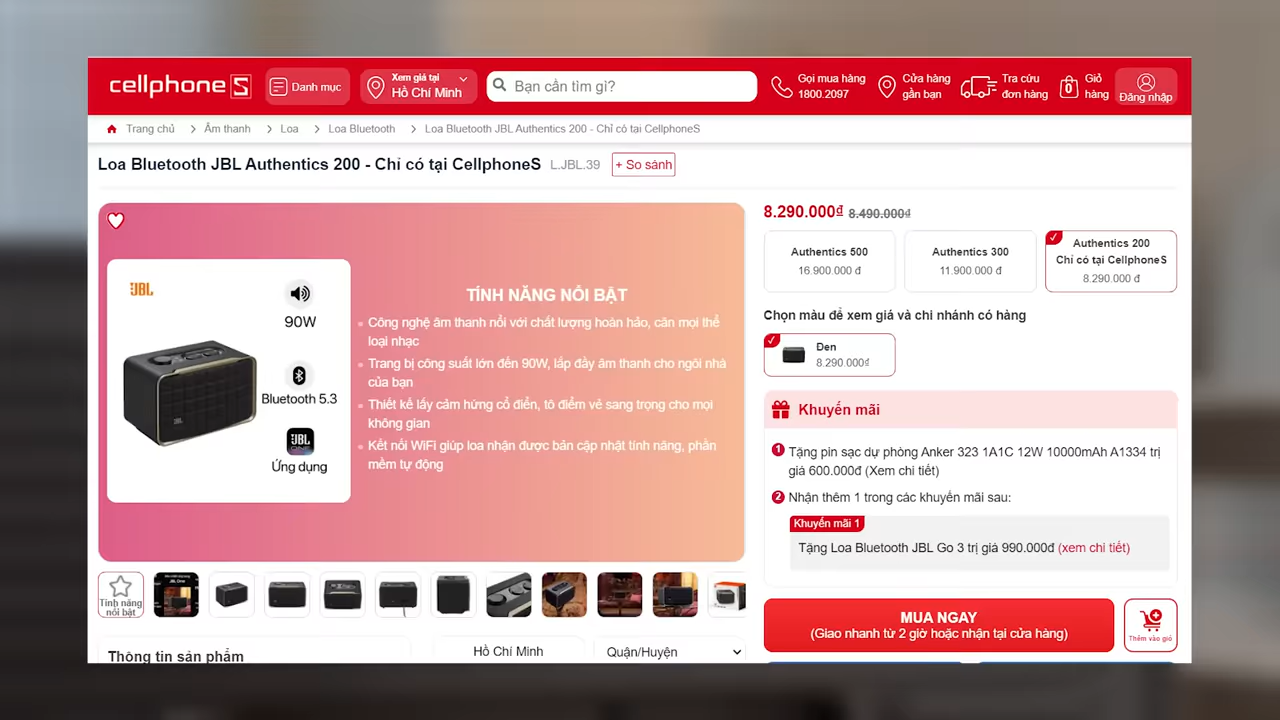 cellphoneS
Danh mục
Xem giá tại
Hồ Chí Minh
Bạn cần tìm gì?
Gọi mua hàng
1800.2097
Cửa hàng
gần bạn
Tra cứu
đơn hàng
0
Giỏ
hàng
Đăng nhập
Trang chủ
Âm thanh
Loa
Loa Bluetooth
Loa Bluetooth JBL Authentics 200 - Chỉ có tại CellphoneS
Loa Bluetooth JBL Authentics 200 - Chỉ có tại CellphoneS
L.JBL.39
+ So sánh
JBL
90W
Bluetooth 5.3
JBL
ONE
Ứng dụng
TÍNH NĂNG NỔI BẬT
Công nghệ âm thanh nổi với chất lượng hoàn hảo, cân mọi thể
loại nhạc
Trang bị công suất lớn đến 90W, lấp đầy âm thanh cho ngôi nhà
của bạn
Thiết kế lấy cảm hứng cổ điển, tô điểm vẻ sang trọng cho mọi
không gian
Kết nối WiFi giúp loa nhận được bản cập nhật tính năng, phần
mềm tự động
Tính năng
nổi bật
Thông tin sản phẩm
Hồ Chí Minh
Quận/Huyện
8.290.000₫ 8.490.000₫
Authentics 500
16.900.000 đ
Authentics 300
11.900.000 đ
Authentics 200
Chỉ có tại CellphoneS
8.290.000 đ
Chọn màu để xem giá và chi nhánh có hàng
Đen
8.290.000₫
Khuyến mãi
1 Tặng pin sạc dự phòng Anker 323 1A1C 12W 10000mAh A1334 trị
giá 600.000đ (Xem chi tiết)
2 Nhận thêm 1 trong các khuyến mãi sau:
Khuyến mãi 1
Tặng Loa Bluetooth JBL Go 3 trị giá 990.000đ (xem chi tiết)
MUA NGAY
(Giao nhanh từ 2 giờ hoặc nhận tại cửa hàng)
Thêm vào giỏ